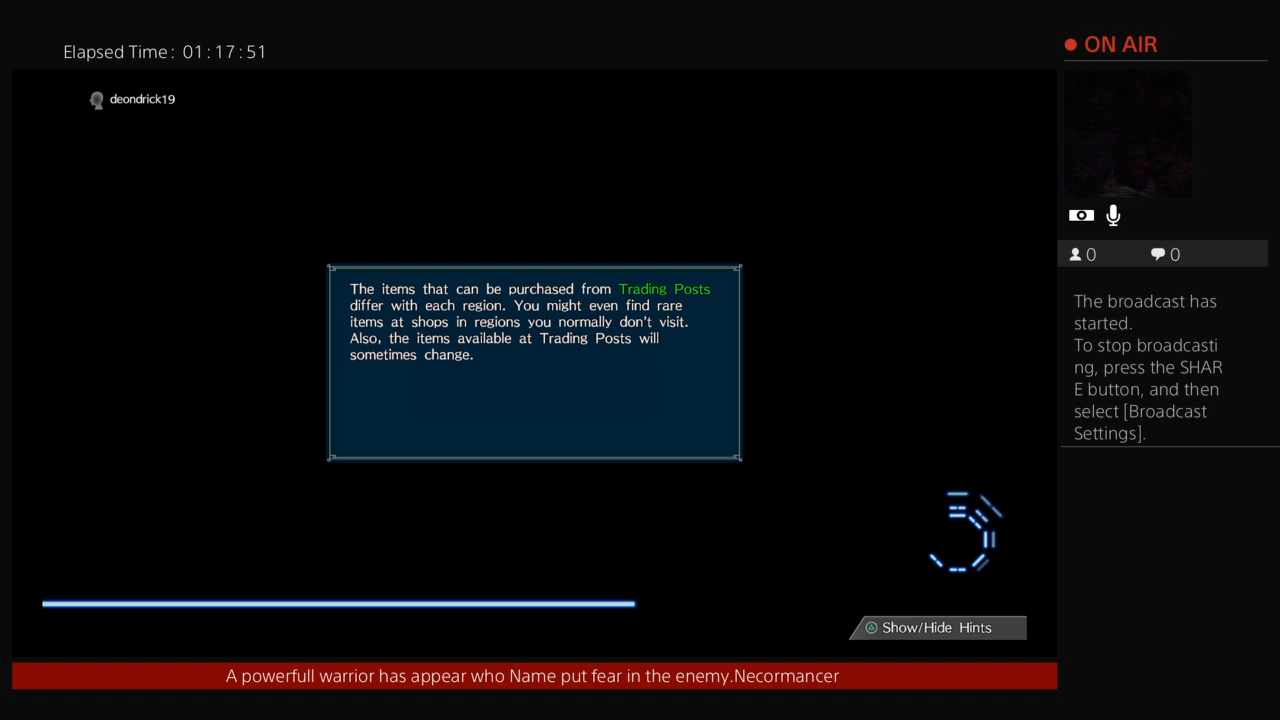 Elapsed Time: 01:17:51
ON AIR
deondrick19
0 0
The items that can be purchased from Trading Posts
differ with each region. You might even find rare
items at shops in regions you normally don't visit.
Also, the items available at Trading Posts will
sometimes change.
The broadcast has
started.
To stop broadcasti
ng, press the SHAR
E button, and then
select [Broadcast
Settings].
Show/Hide Hints
A powerfull warrior has appear who Name put fear in the enemy.Necormancer